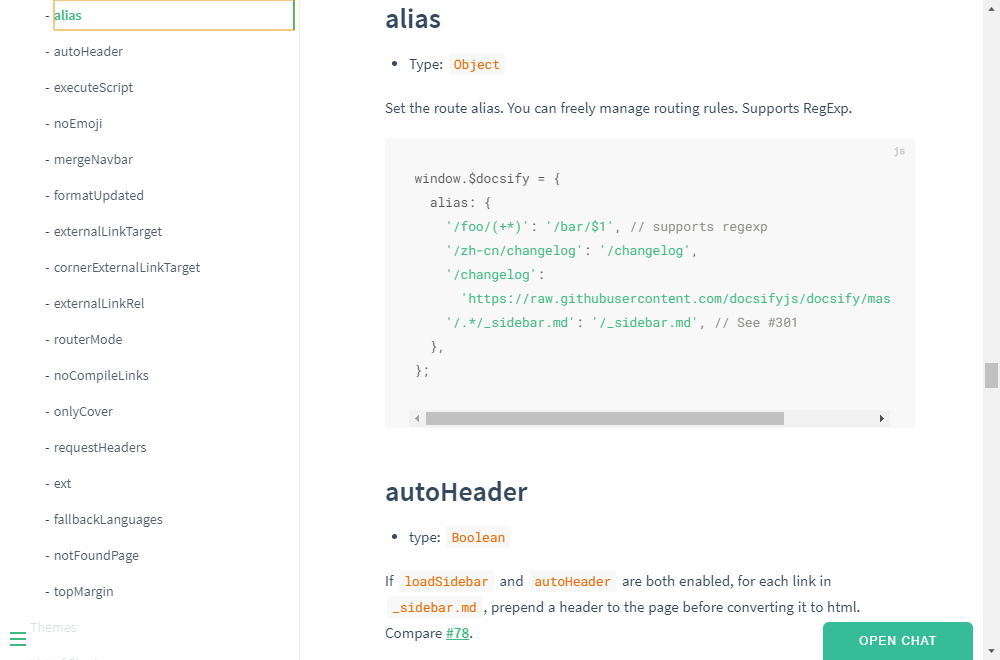 - alias
- autoHeader
- executeScript
- noEmoji
- mergeNavbar
- formatUpdated
- externalLinkTarget
- cornerExternalLinkTarget
- externalLinkRel
- routerMode
- noCompileLinks
- onlyCover
- requestHeaders
- ext
- fallbackLanguages
- notFoundPage
- topMargin
Themes
alias
• Type: Object
Set the route alias. You can freely manage routing rules. Supports RegExp.
js
window.$docsify = {
  alias: {
    '/foo/(+*)': '/bar/$1', // supports regexp
    '/zh-cn/changelog': '/changelog',
    '/changelog':
      'https://raw.githubusercontent.com/docsifyjs/docsify/mas
    '/.*/_sidebar.md': '/_sidebar.md', // See #301
  },
};
autoHeader
• type: Boolean
If loadSidebar and autoHeader are both enabled, for each link in
_sidebar.md , prepend a header to the page before converting it to html.
Compare #78.
OPEN CHAT